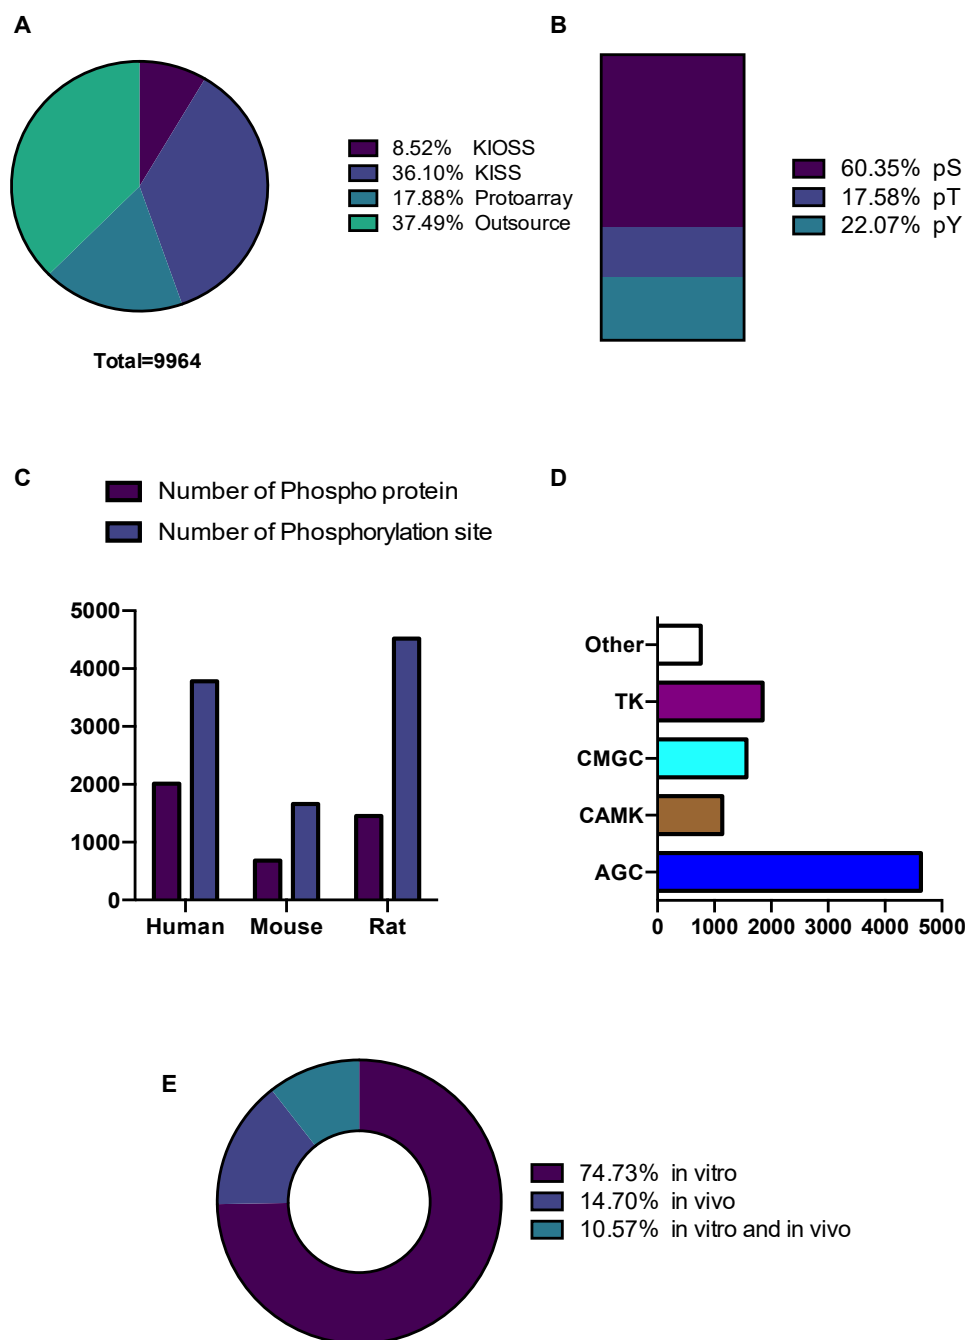 A
8.52% KIOSS
36.10% KISS
17.88% Protoarray
37.49% Outsource
Total=9964
B
60.35% pS
17.58% pT
22.07% pY
C
Number of Phospho protein
Number of Phosphorylation site
5000
4000
3000
2000
1000
0
Human Mouse Rat
D
Other
TK
CMGC
CAMK
AGC
0 1000 2000 3000 4000 5000
E
74.73% in vitro
14.70% in vivo
10.57% in vitro and in vivo